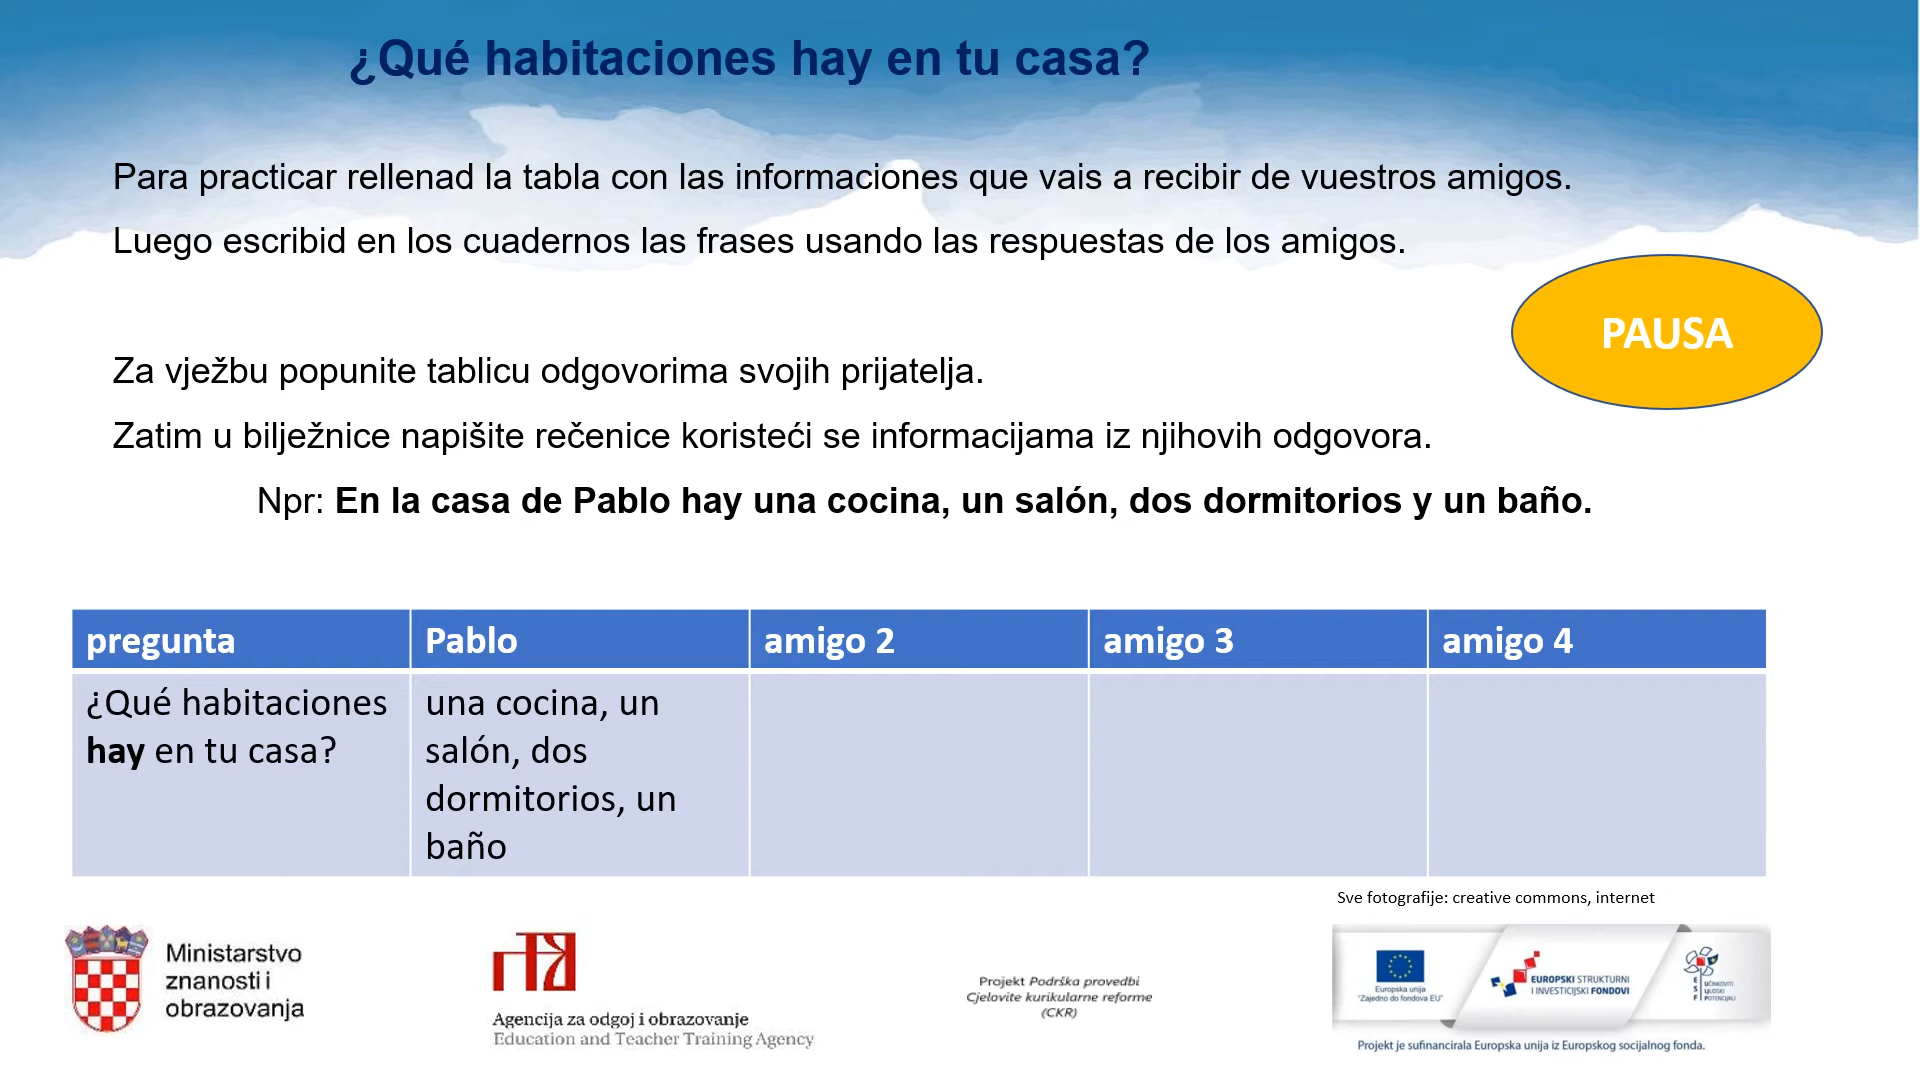 ¿Qué habitaciones hay en tu casa?
Para practicar rellenad la tabla con las informaciones que vais a recibir de vuestros amigos.
Luego escribid en los cuadernos las frases usando las respuestas de los amigos.
PAUSA
Za vježbu popunite tablicu odgovorima svojih prijatelja.
Zatim u bilježnice napišite rečenice koristeći se informacijama iz njihovih odgovora.
Npr: En la casa de Pablo hay una cocina, un salón, dos dormitorios y un baño.
pregunta
Pablo
amigo 2
amigo 3
amigo 4
¿Qué habitaciones
hay en tu casa?
una cocina, un
salón, dos
dormitorios, un
baño
Sve fotografije: creative commons, internet
Ministarstvo
znanosti i
obrazovanja
Agencija za odgoj i obrazovanje
Education and Teacher Training Agency
Projekt Podrška provedbi
Cjelovite kurikularne reforme
(CKR)
Europska unija
"Zajedno do fondova EU"
EUROPSKI STRUKTURNI
I INVESTICIJSKI FONDOVI
ESF
UČINKOVITI
LJUDSKI
POTENCIJALI
Projekt je sufinancirala Europska unija iz Europskog socijalnog fonda.